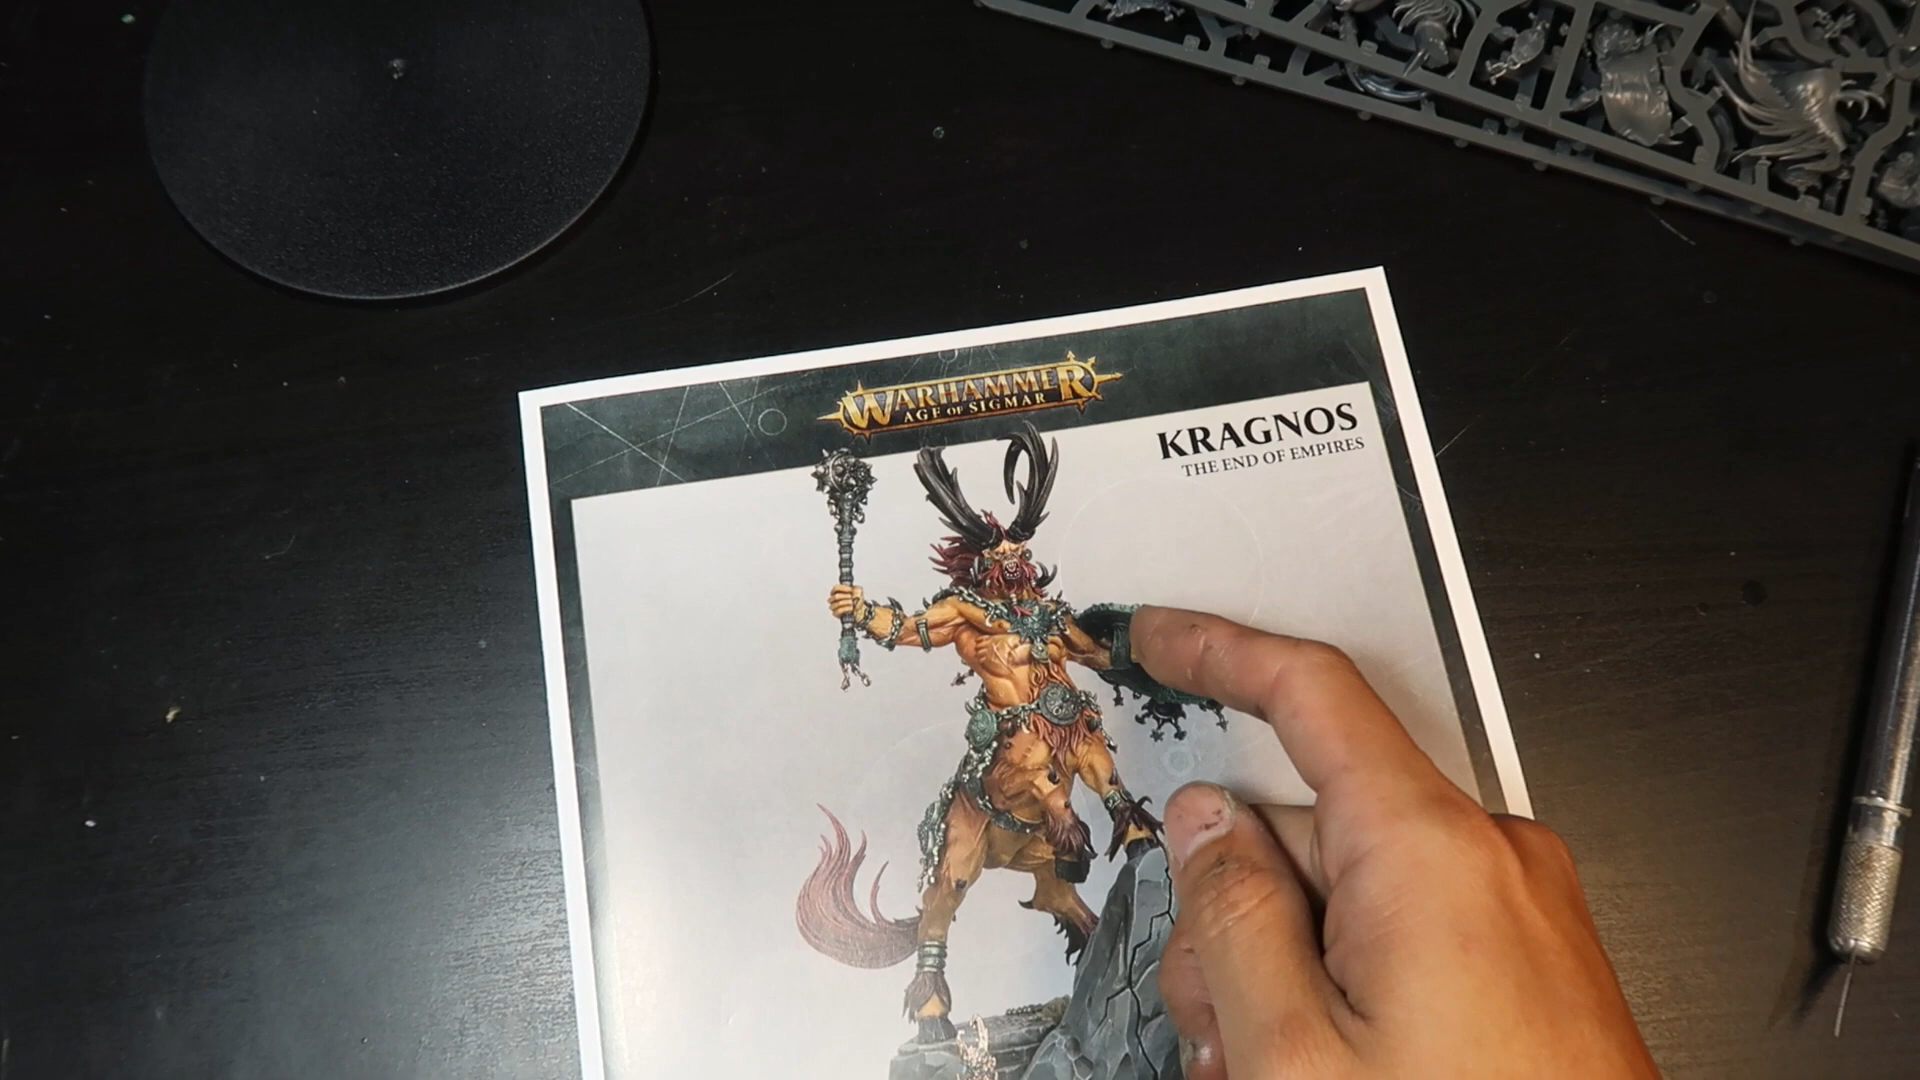 WARHAMMER
AGE OF SIGMAR
KRAGNOS
THE END OF EMPIRES